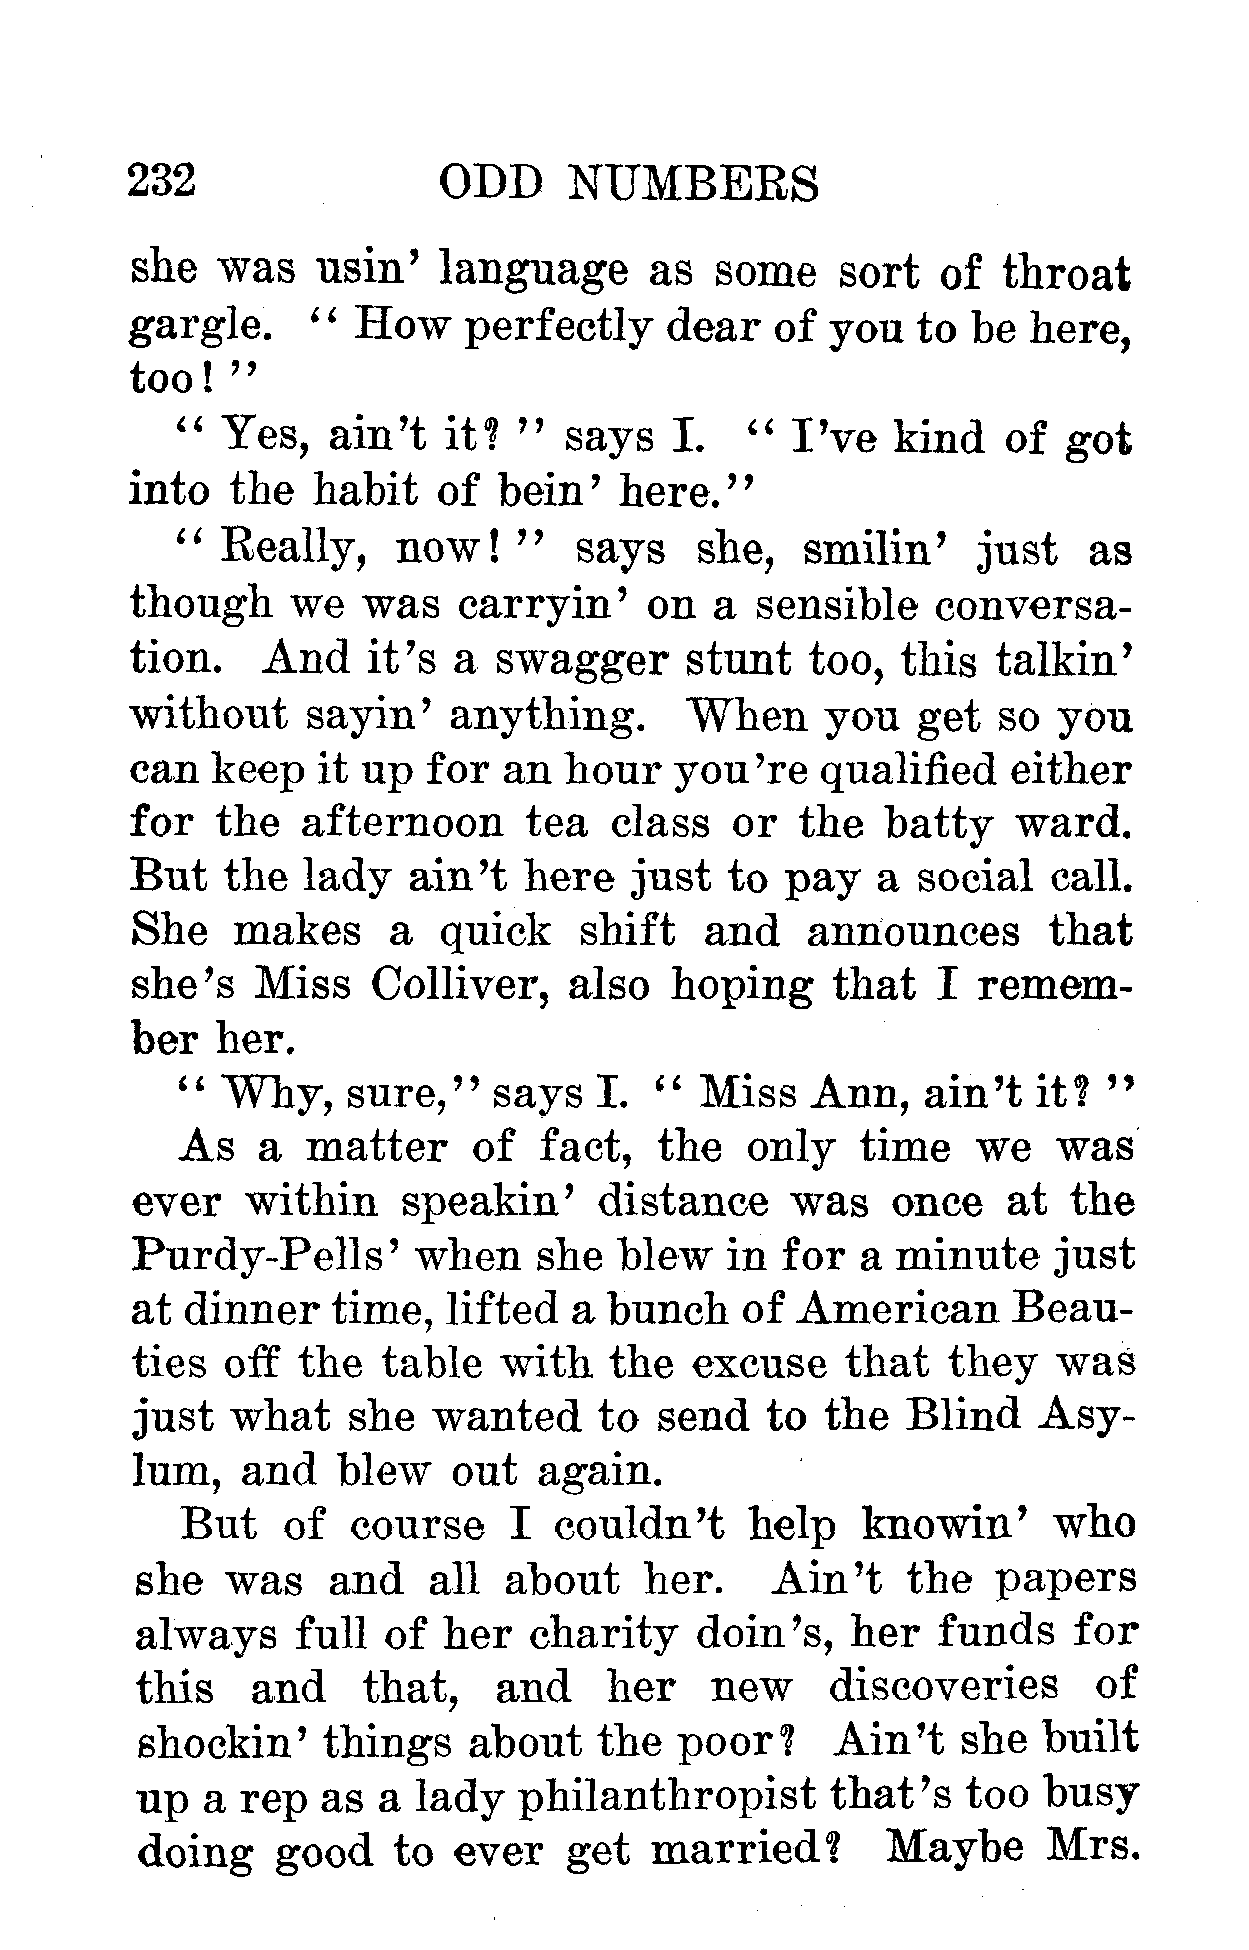 232 ODD NUMBERS
she was usin' language as some sort of throat
gargle. "How perfectly dear of you to be here,
too!"
"Yes, ain't it?" says I. "I've kind of got
into the habit of bein' here."
"Really, now!" says she, smilin' just as
though we was carryin' on a sensible conversa-
tion. And it's a swagger stunt too, this talkin'
without sayin' anything. When you get so you
can keep it up for an hour you're qualified either
for the afternoon tea class or the batty ward.
But the lady ain't here just to pay a social call.
She makes a quick shift and announces that
she's Miss Colliver, also hoping that I remem-
ber her.
"Why, sure," says I. "Miss Ann, ain't it?"
As a matter of fact, the only time we was
ever within speakin' distance was once at the
Purdy-Pells' when she blew in for a minute just
at dinner time, lifted a bunch of American Beau-
ties off the table with the excuse that they was
just what she wanted to send to the Blind Asy-
lum, and blew out again.
But of course I couldn't help knowin' who
she was and all about her. Ain't the papers
always full of her charity doin's, her funds for
this and that, and her new discoveries of
shockin' things about the poor? Ain't she built
up a rep as a lady philanthropist that's too busy
doing good to ever get married? Maybe Mrs.